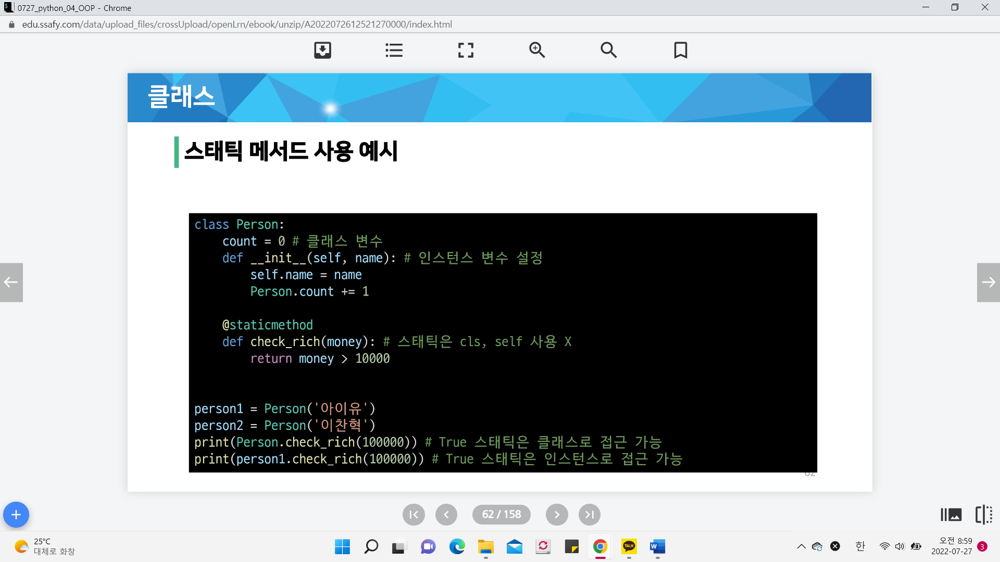 0727_python_04_OOP - Chrome
edu.ssafy.com/data/upload_files/crossUpload/openLrn/ebook/unzip/A2022072612521270000/index.html
클래스
스태틱 메서드 사용 예시
class Person:
    count = 0 # 클래스 변수
    def __init__(self, name): # 인스턴스 변수 설정
        self.name = name
        Person.count += 1
    @staticmethod
    def check_rich(money): # 스태틱은 cls, self 사용 X
        return money > 10000
person1 = Person('아이유')
person2 = Person('이찬혁')
print(Person.check_rich(100000)) # True 스태틱은 클래스로 접근 가능
print(person1.check_rich(100000)) # True 스태틱은 인스턴스로 접근 가능
62
62 / 158
25°C
대체로 화창
TALK
W
한
오전 8:59
2022-07-27
3